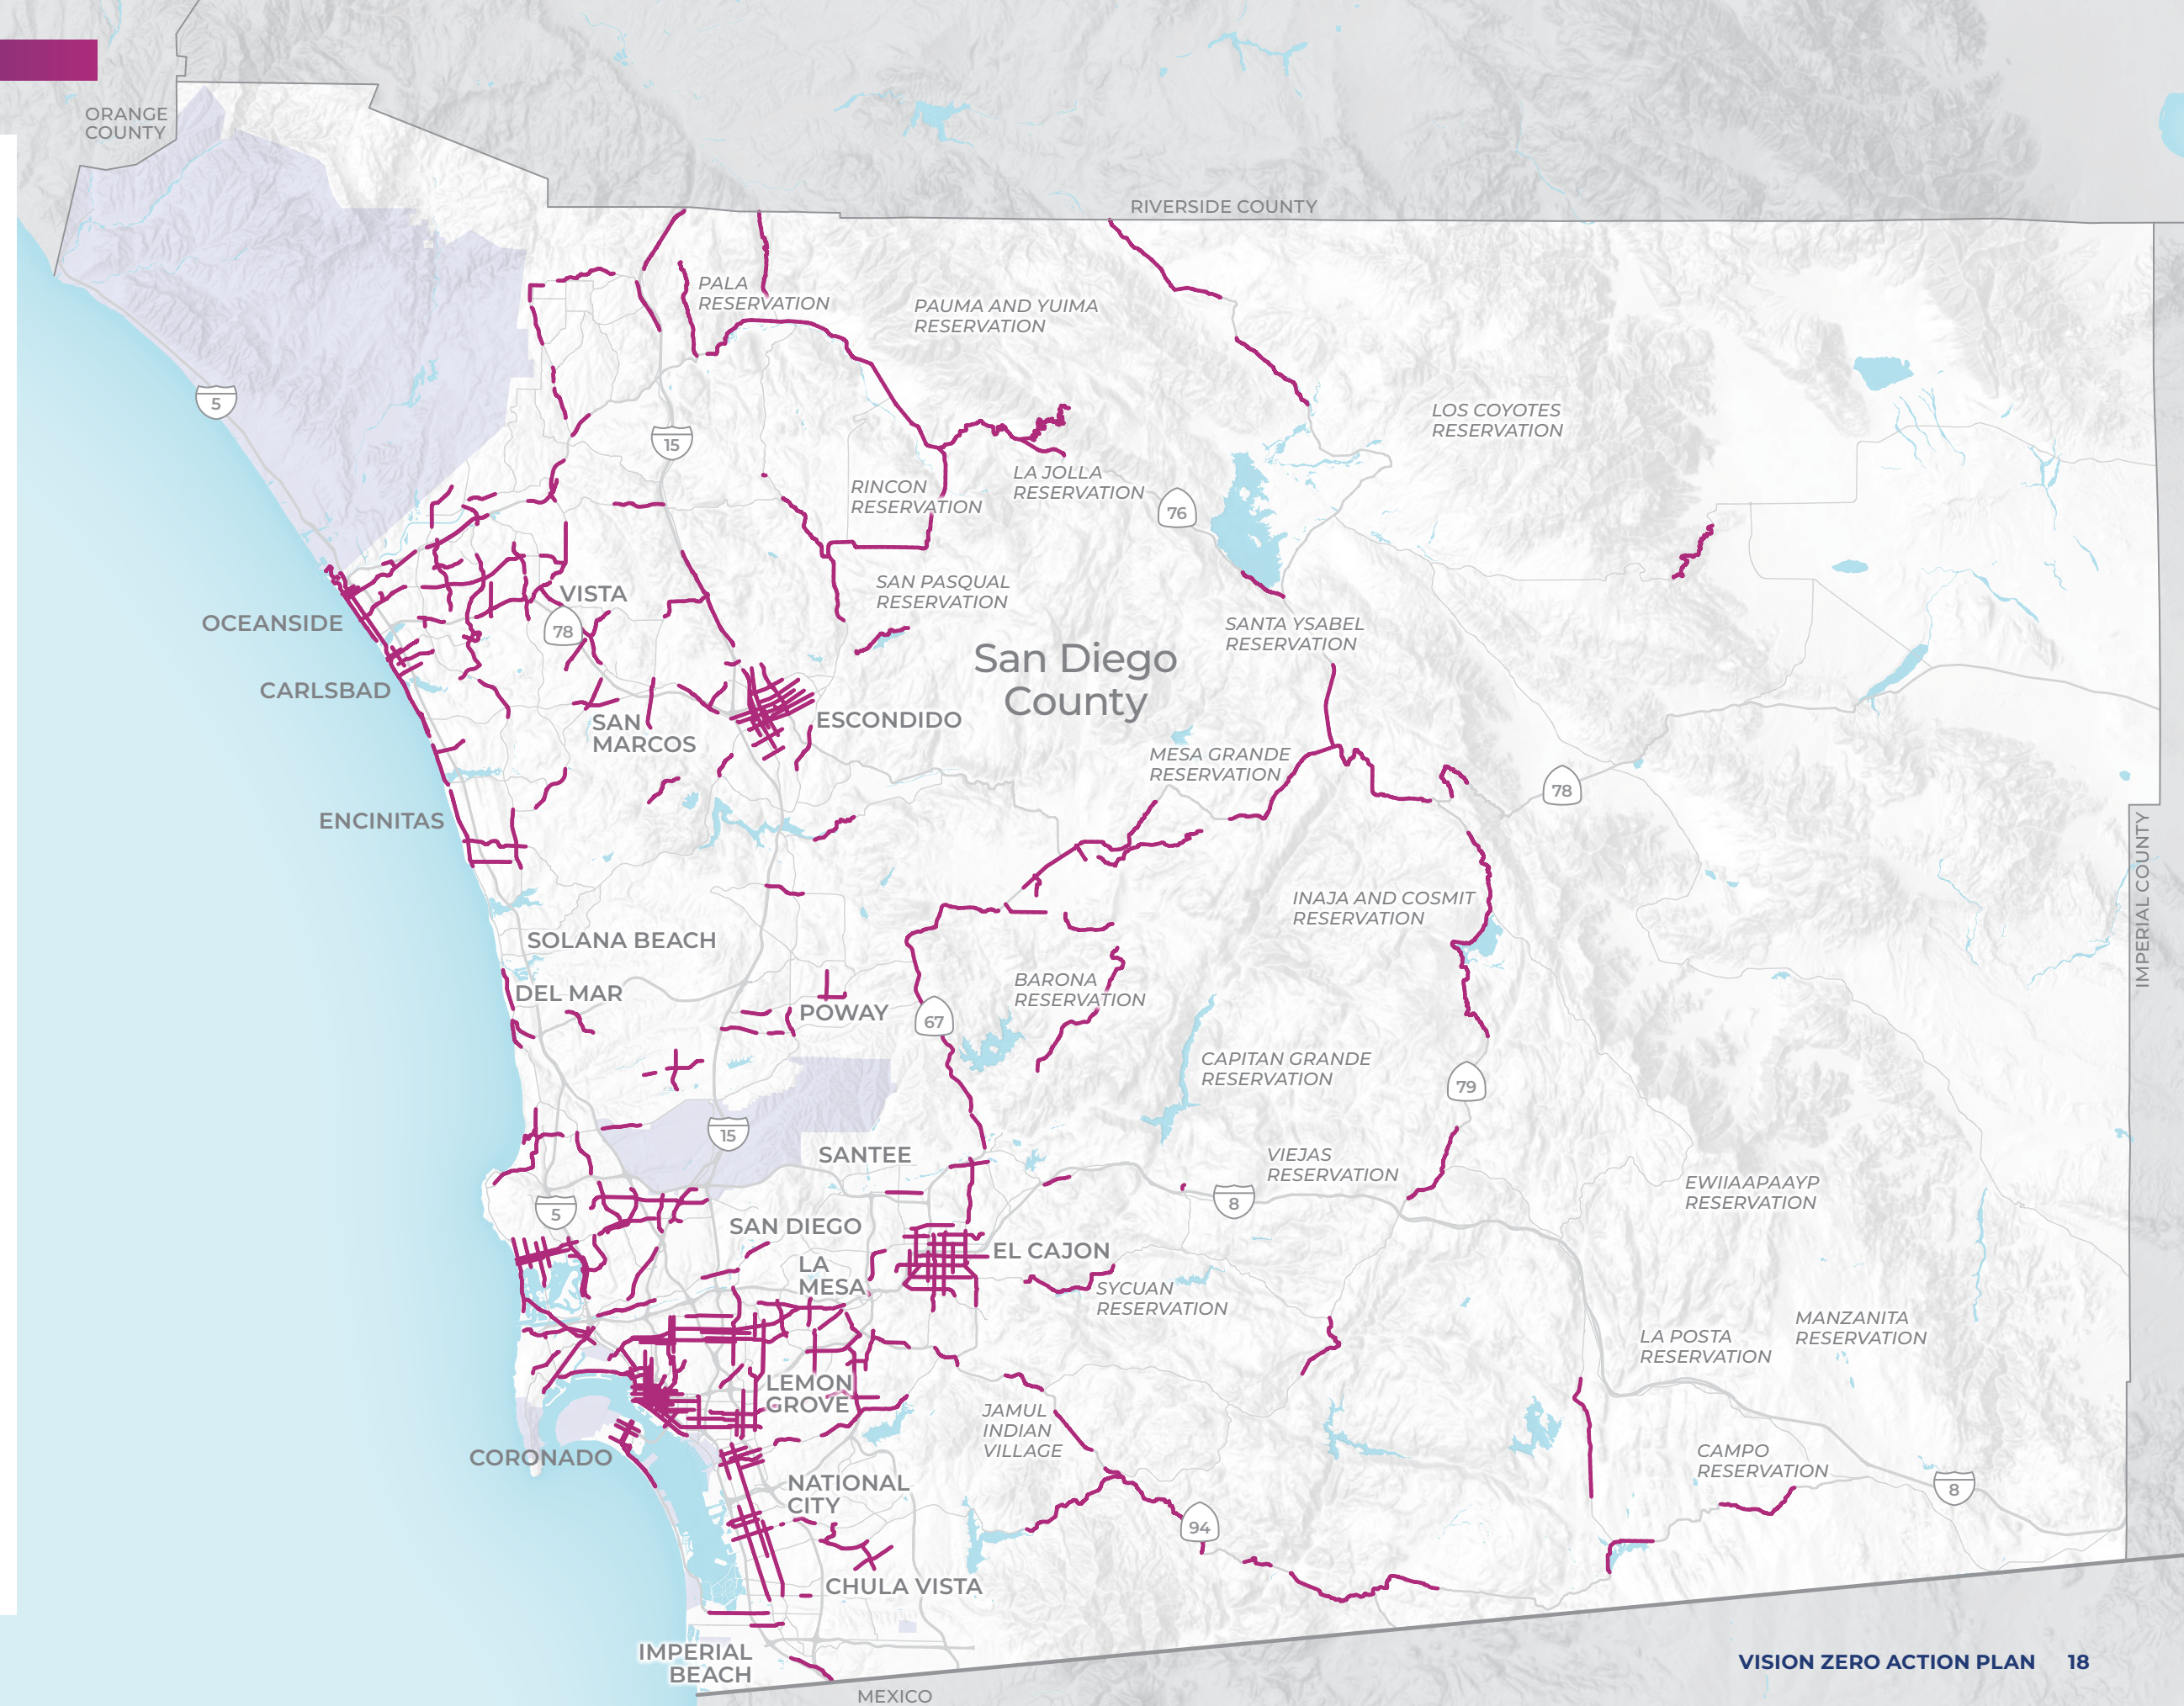 ORANGE
COUNTY
RIVERSIDE COUNTY
PALA
RESERVATION
PAUMA AND YUIMA
RESERVATION
5
15
LOS COYOTES
RESERVATION
LA JOLLA
RESERVATION
RINCON
RESERVATION
76
SAN PASQUAL
RESERVATION
VISTA
OCEANSIDE
78
SANTA YSABEL
RESERVATION
San Diego
County
CARLSBAD
SAN
MARCOS
ESCONDIDO
MESA GRANDE
RESERVATION
78
ENCINITAS
IMPERIAL COUNTY
INAJA AND COSMIT
RESERVATION
SOLANA BEACH
DEL MAR
BARONA
RESERVATION
POWAY
67
CAPITAN GRANDE
RESERVATION
79
15
SANTEE
VIEJAS
RESERVATION
EWIIAAPAAYP
RESERVATION
5
8
SAN DIEGO
EL CAJON
LA
MESA
SYCUAN
RESERVATION
MANZANITA
RESERVATION
LA POSTA
RESERVATION
LEMON
GROVE
JAMUL
INDIAN
VILLAGE
CORONADO
CAMPO
RESERVATION
NATIONAL
CITY
8
94
CHULA VISTA
IMPERIAL
BEACH
MEXICO
VISION ZERO ACTION PLAN 18